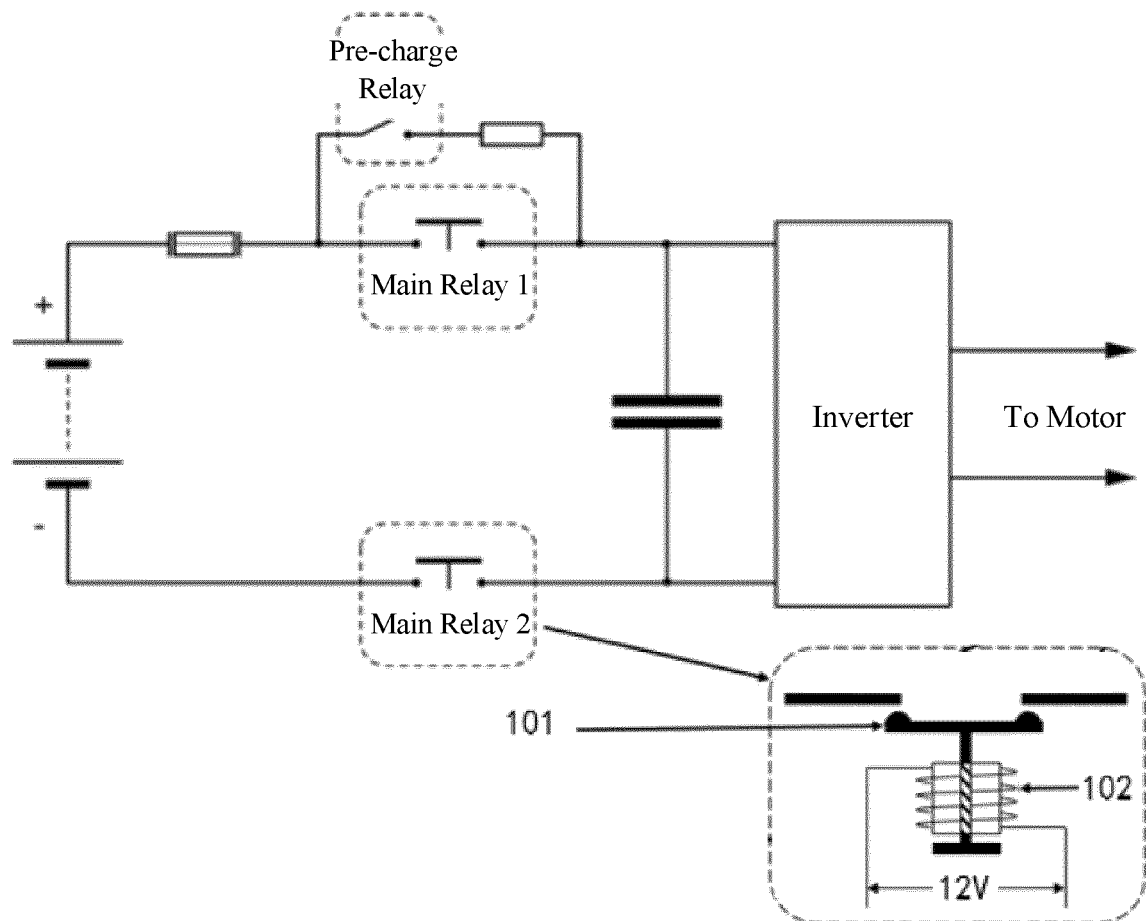 Pre-charge
Relay
Main Relay 1
+
-
Inverter
To Motor
Main Relay 2
101
102
12V